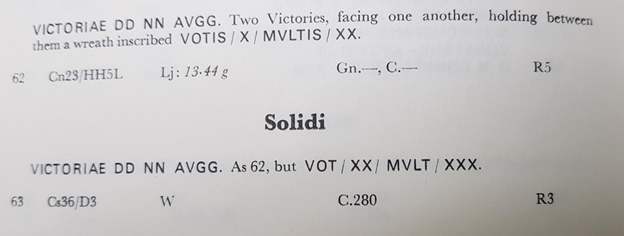 VICTORIAE DD NN AVGG. Two Victories, facing one another, holding between
them a wreath inscribed VOTIS / X / MVLTIS / XX.
62 Cn23/HH5L Lj: 13·44 g Gn.—, C.— R5
Solidi
VICTORIAE DD NN AVGG. As 62, but VOT / XX / MVLT / XXX.
63 Cs36/D3 W C.280 R3